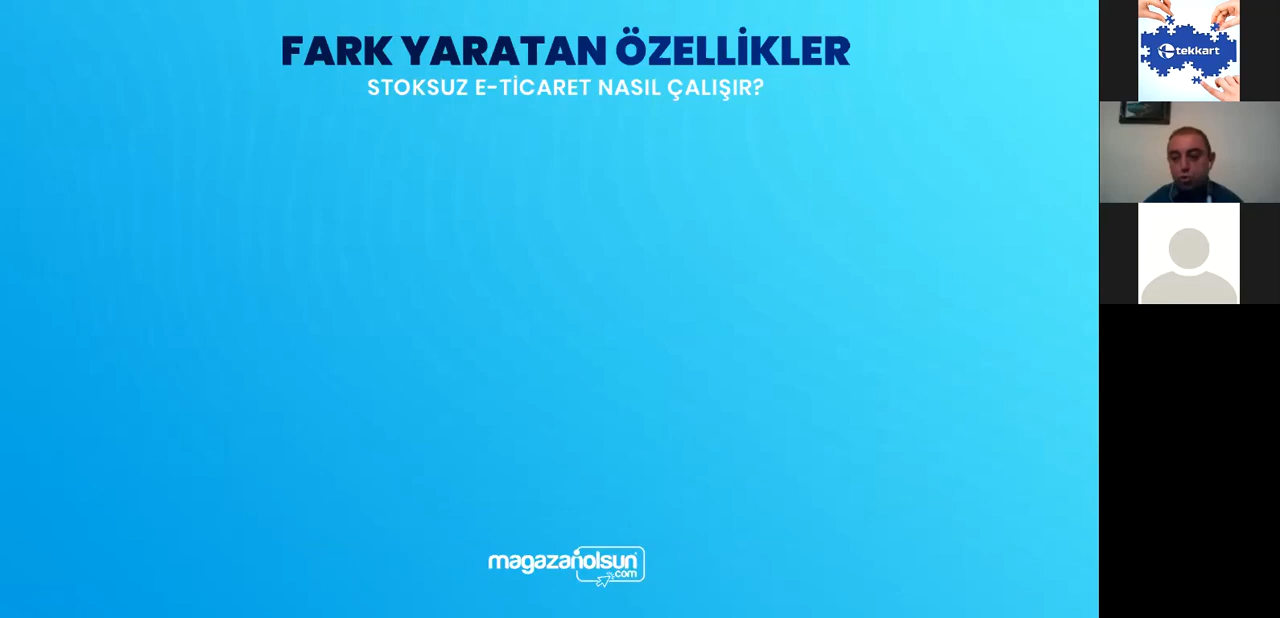 FARK YARATAN ÖZELLİKLER
STOKSUZ E-TİCARET NASIL ÇALIŞIR?
tekkart
magazanolsun
.com